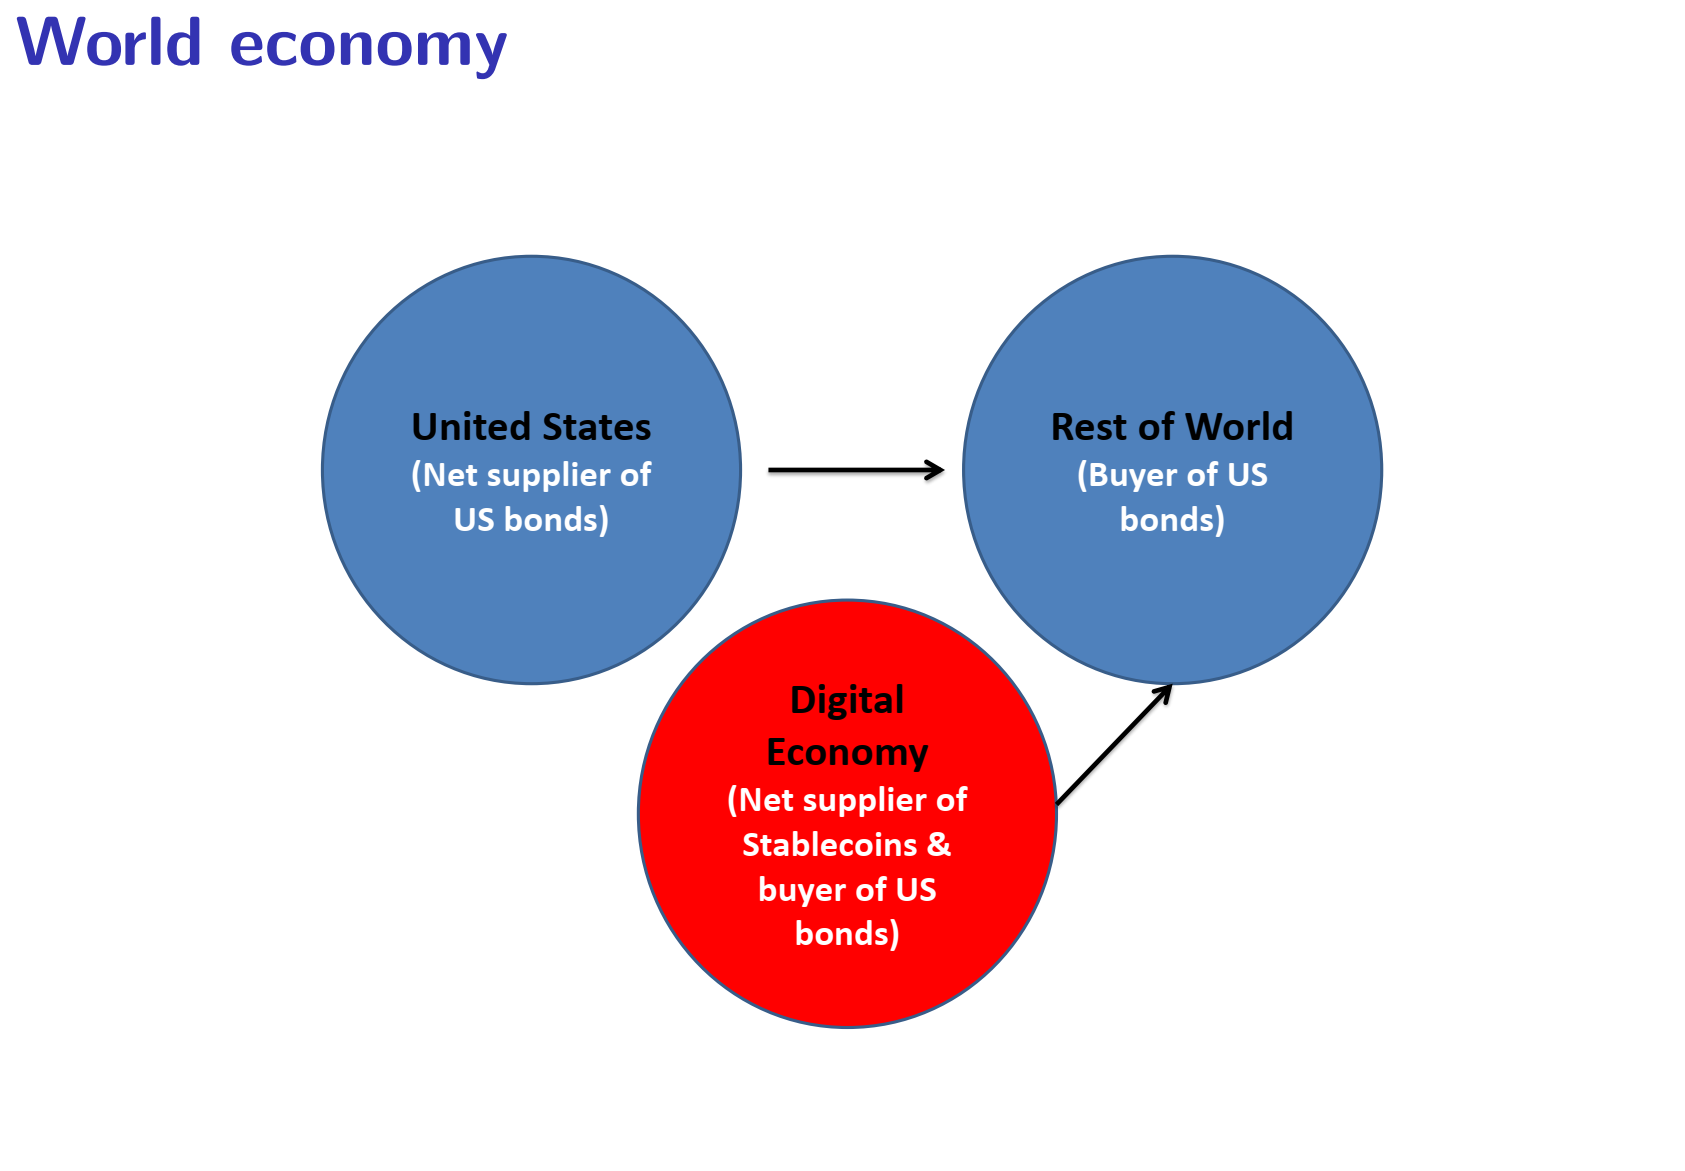 World economy
United States
(Net supplier of
US bonds)
Rest of World
(Buyer of US
bonds)
Digital
Economy
(Net supplier of
Stablecoins &
buyer of US
bonds)